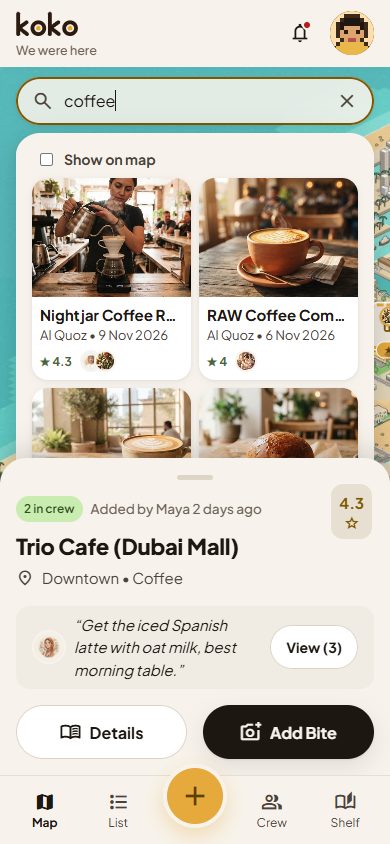 koko
We were here
coffee
Show on map
Nightjar Coffee R...
Al Quoz • 9 Nov 2026
★ 4.3
RAW Coffee Com...
Al Quoz • 6 Nov 2026
★ 4
2 in crew
Added by Maya 2 days ago
4.3
Trio Cafe (Dubai Mall)
Downtown • Coffee
“Get the iced Spanish
latte with oat milk, best
morning table.”
View (3)
Details
Add Bite
Map
List
Crew
Shelf